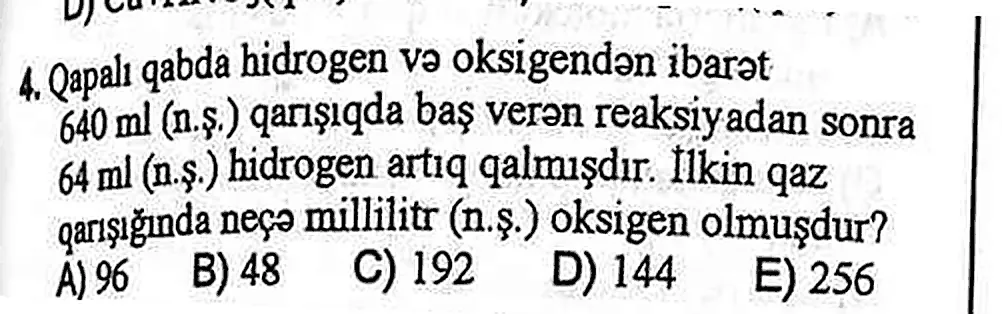 4. Qapalı qabda hidrogen və oksigendən ibarət
640 ml (n.ş.) qarışıqda baş verən reaksiyadan sonra
64 ml (n.ş.) hidrogen artıq qalmışdır. İlkin qaz
qarışığında neçə millilitr (n.ş.) oksigen olmuşdur?
A) 96 B) 48 C) 192 D) 144 E) 256